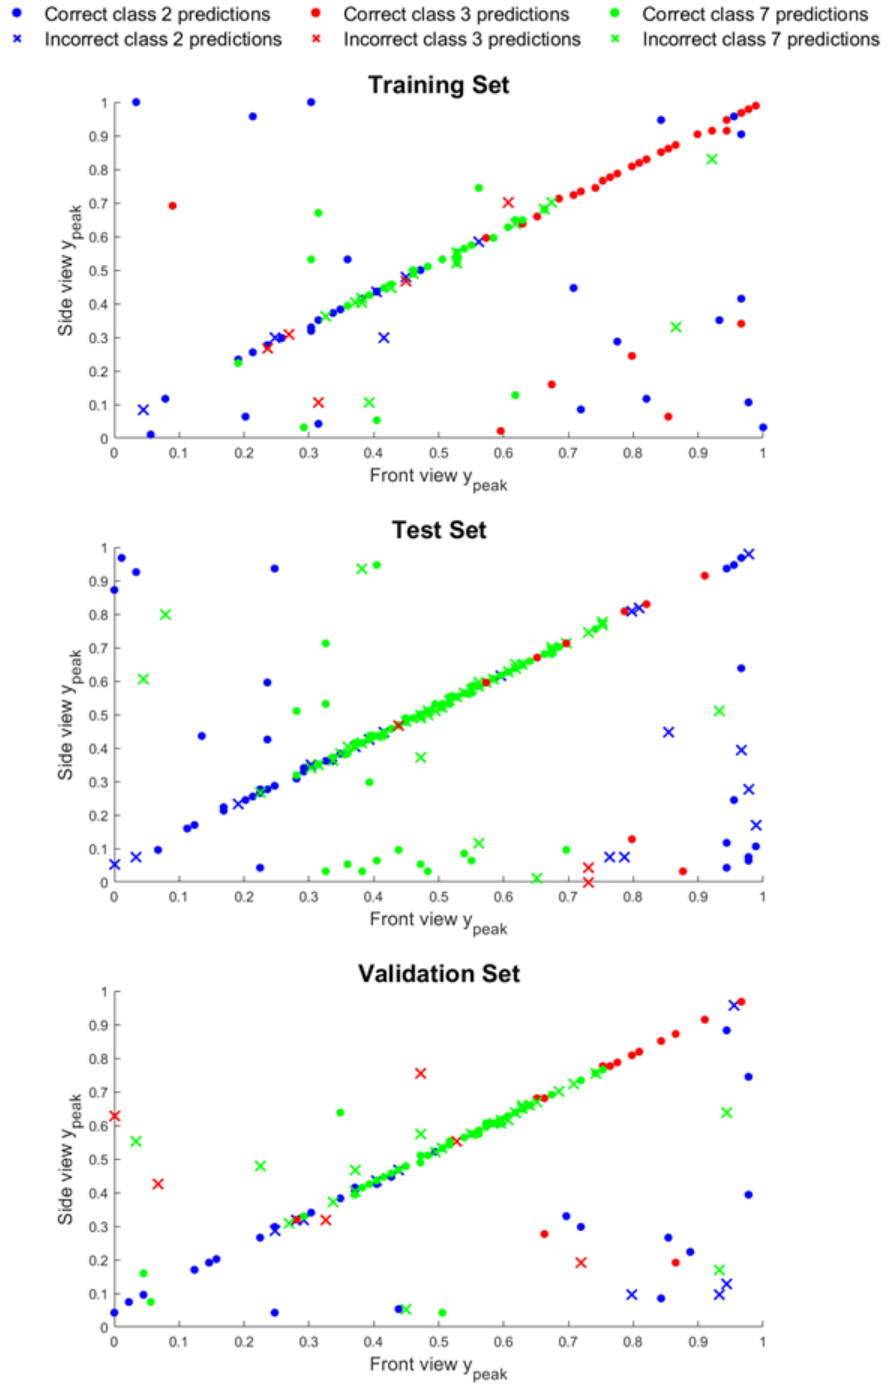 Correct class 2 predictions Correct class 3 predictions Correct class 7 predictions
Incorrect class 2 predictions Incorrect class 3 predictions Incorrect class 7 predictions
Training Set
Side view y_peak
1
0.9
0.8
0.7
0.6
0.5
0.4
0.3
0.2
0.1
0
0 0.1 0.2 0.3 0.4 0.5 0.6 0.7 0.8 0.9 1
Front view y_peak
Test Set
Side view y_peak
1
0.9
0.8
0.7
0.6
0.5
0.4
0.3
0.2
0.1
0
0 0.1 0.2 0.3 0.4 0.5 0.6 0.7 0.8 0.9 1
Front view y_peak
Validation Set
Side view y_peak
1
0.9
0.8
0.7
0.6
0.5
0.4
0.3
0.2
0.1
0
0 0.1 0.2 0.3 0.4 0.5 0.6 0.7 0.8 0.9 1
Front view y_peak